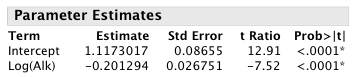 Parameter Estimates
Term Estimate Std Error t Ratio Prob>|t|
Intercept 1.1173017 0.08655 12.91 <.0001*
Log(Alk) -0.201294 0.026751 -7.52 <.0001*